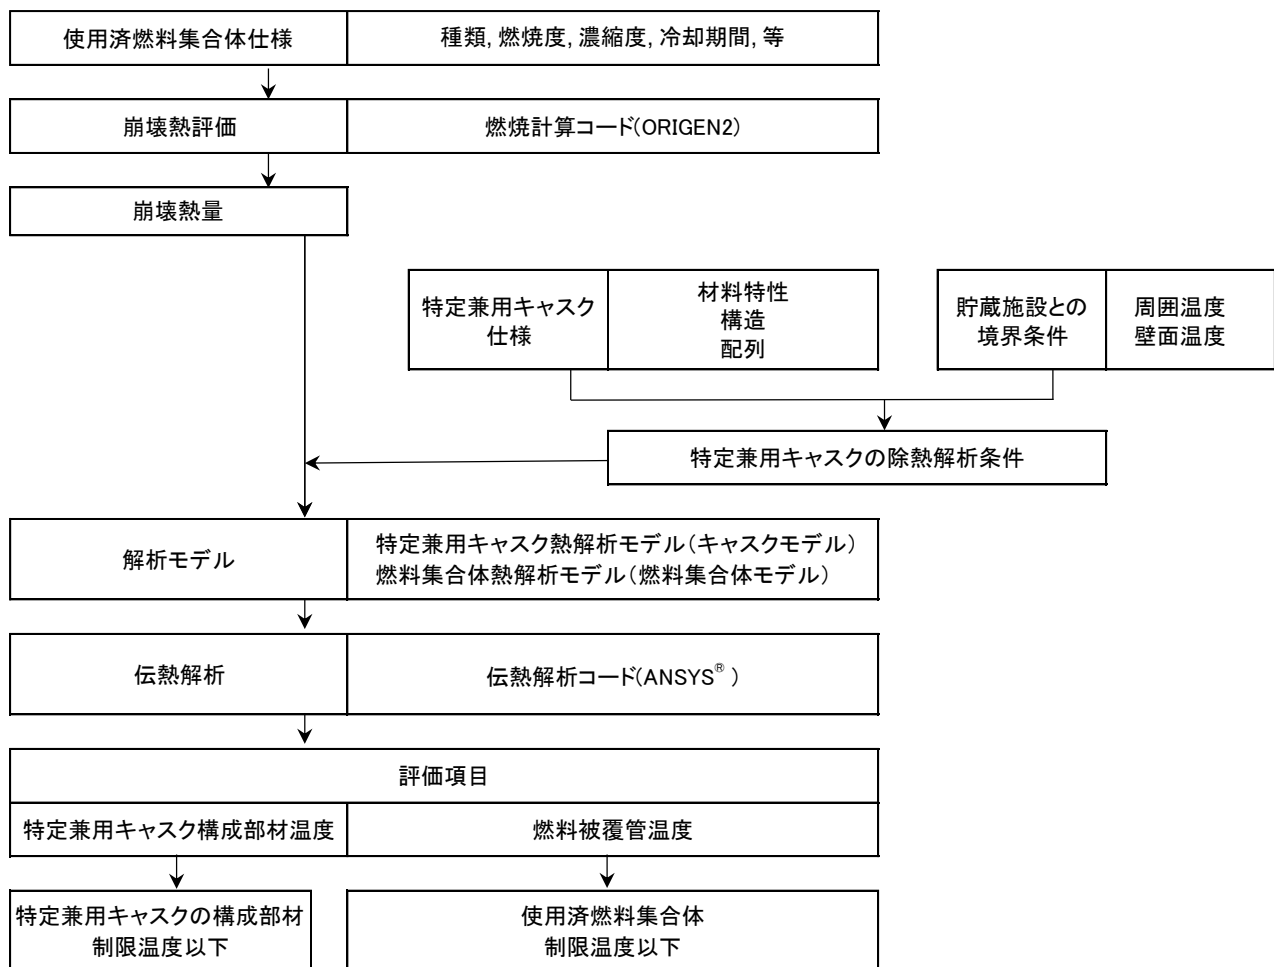 使用済燃料集合体仕様
種類, 燃焼度, 濃縮度, 冷却期間, 等
崩壊熱評価
燃焼計算コード(ORIGEN2)
崩壊熱量
特定兼用キャスク
仕様
材料特性
構造
配列
貯蔵施設との
境界条件
周囲温度
壁面温度
特定兼用キャスクの除熱解析条件
解析モデル
特定兼用キャスク熱解析モデル(キャスクモデル)
燃料集合体熱解析モデル(燃料集合体モデル)
伝熱解析
伝熱解析コード(ANSYS® )
評価項目
特定兼用キャスク構成部材温度
燃料被覆管温度
特定兼用キャスクの構成部材
制限温度以下
使用済燃料集合体
制限温度以下